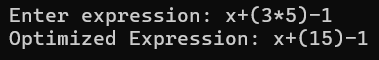 Enter expression: x+(3*5)-1
Optimized Expression: x+(15)-1